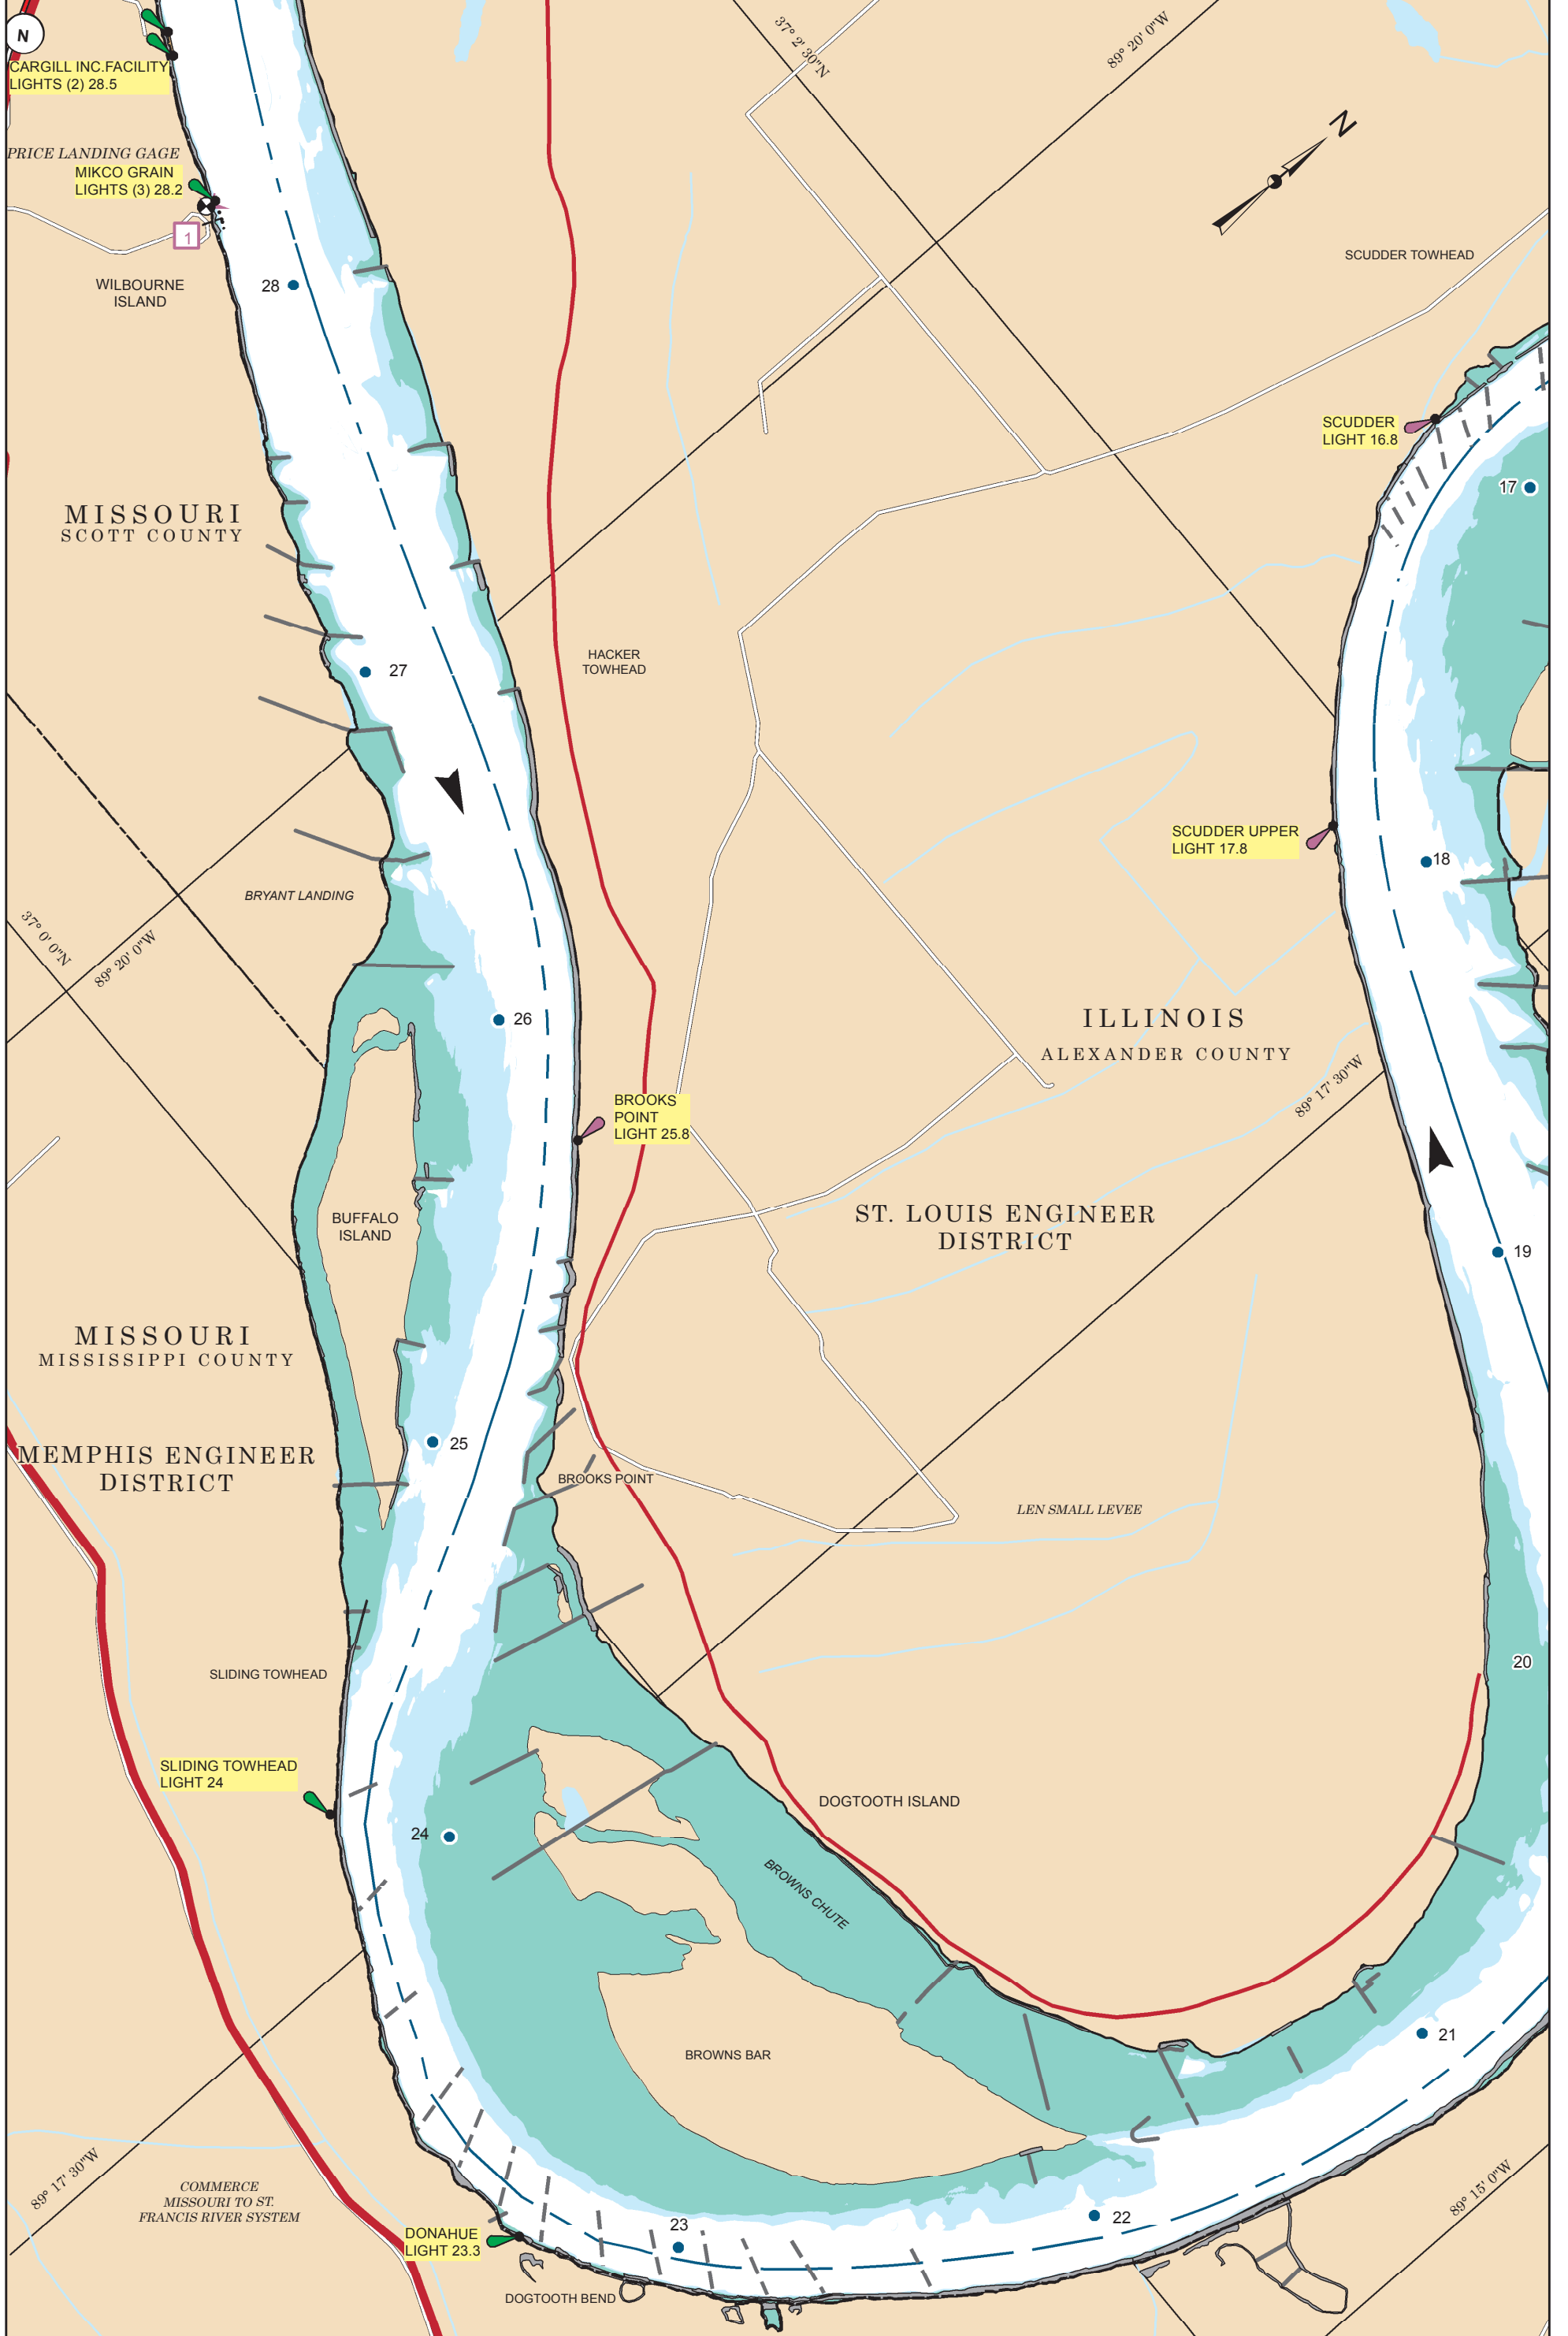 N
CARGILL INC.FACILITY
LIGHTS (2) 28.5
37° 2' 30"N
89° 20' 0"W
N
PRICE LANDING GAGE
MIKCO GRAIN
LIGHTS (3) 28.2
1
WILBOURNE
ISLAND
28
SCUDDER TOWHEAD
SCUDDER
LIGHT 16.8
17
MISSOURI
SCOTT COUNTY
27
HACKER
TOWHEAD
SCUDDER UPPER
LIGHT 17.8
18
BRYANT LANDING
37° 0' 0"N
89° 20' 0"W
26
ILLINOIS
ALEXANDER COUNTY
89° 17' 30"W
BROOKS
POINT
LIGHT 25.8
BUFFALO
ISLAND
ST. LOUIS ENGINEER
DISTRICT
19
MISSOURI
MISSISSIPPI COUNTY
25
MEMPHIS ENGINEER
DISTRICT
BROOKS POINT
LEN SMALL LEVEE
20
SLIDING TOWHEAD
SLIDING TOWHEAD
LIGHT 24
DOGTOOTH ISLAND
24
BROWNS CHUTE
21
BROWNS BAR
89° 17' 30"W
COMMERCE
MISSOURI TO ST.
FRANCIS RIVER SYSTEM
89° 15' 0"W
22
23
DONAHUE
LIGHT 23.3
DOGTOOTH BEND